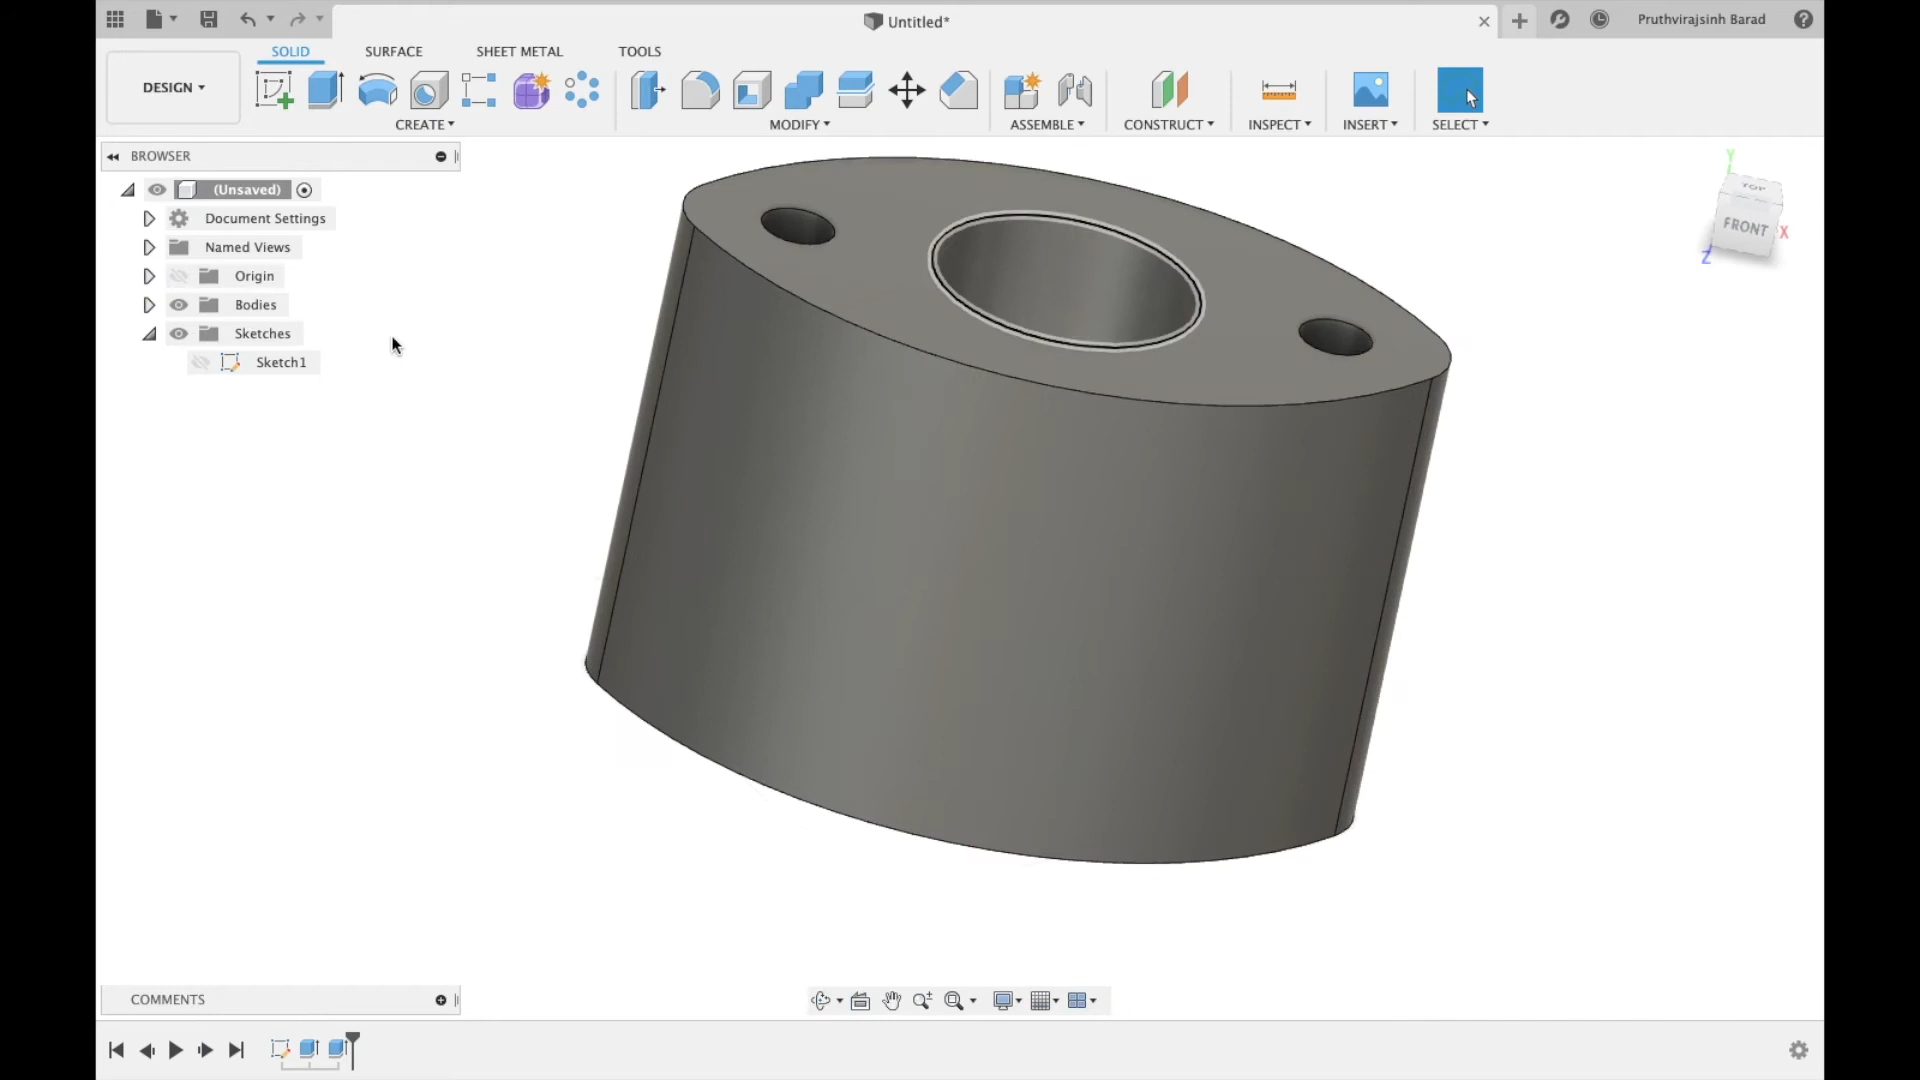 Untitled*
Pruthvirajsinh Barad
SOLID
SURFACE
SHEET METAL
TOOLS
DESIGN
CREATE
MODIFY
ASSEMBLE
CONSTRUCT
INSPECT
INSERT
SELECT
BROWSER
(Unsaved)
Document Settings
Named Views
Origin
Bodies
Sketches
Sketch1
Y
TOP
FRONT
X
Z
COMMENTS